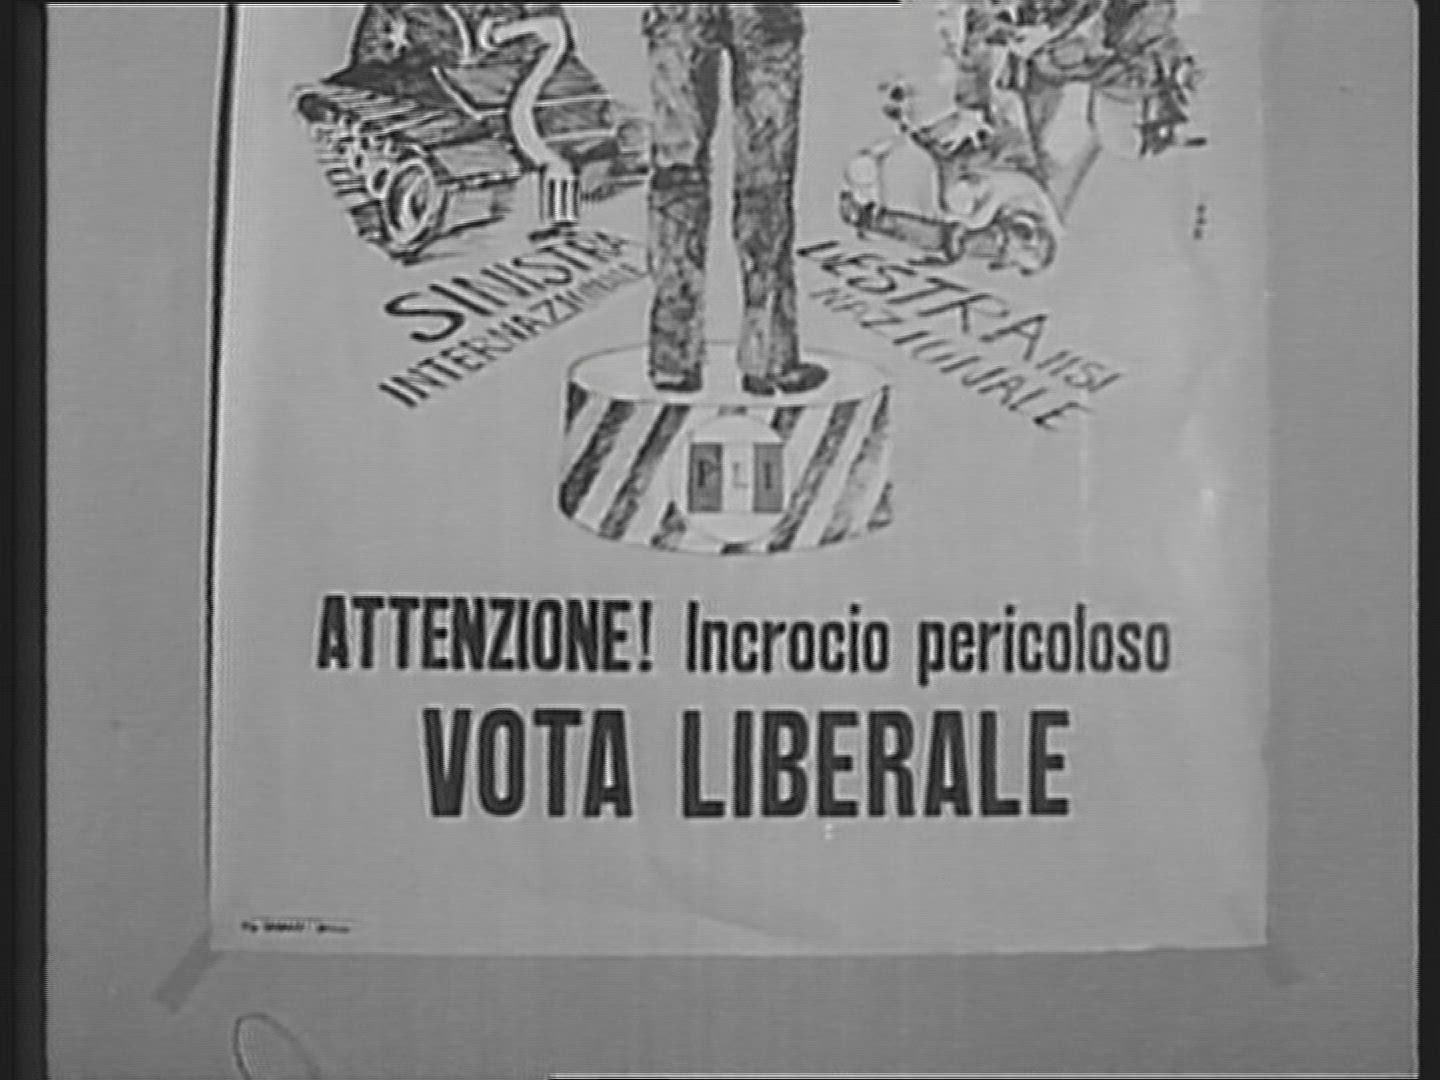 SINISTRA
INTERNAZIONALE
DESTRA
NAZIONALE
PLI
ATTENZIONE! Incrocio pericoloso
VOTA LIBERALE